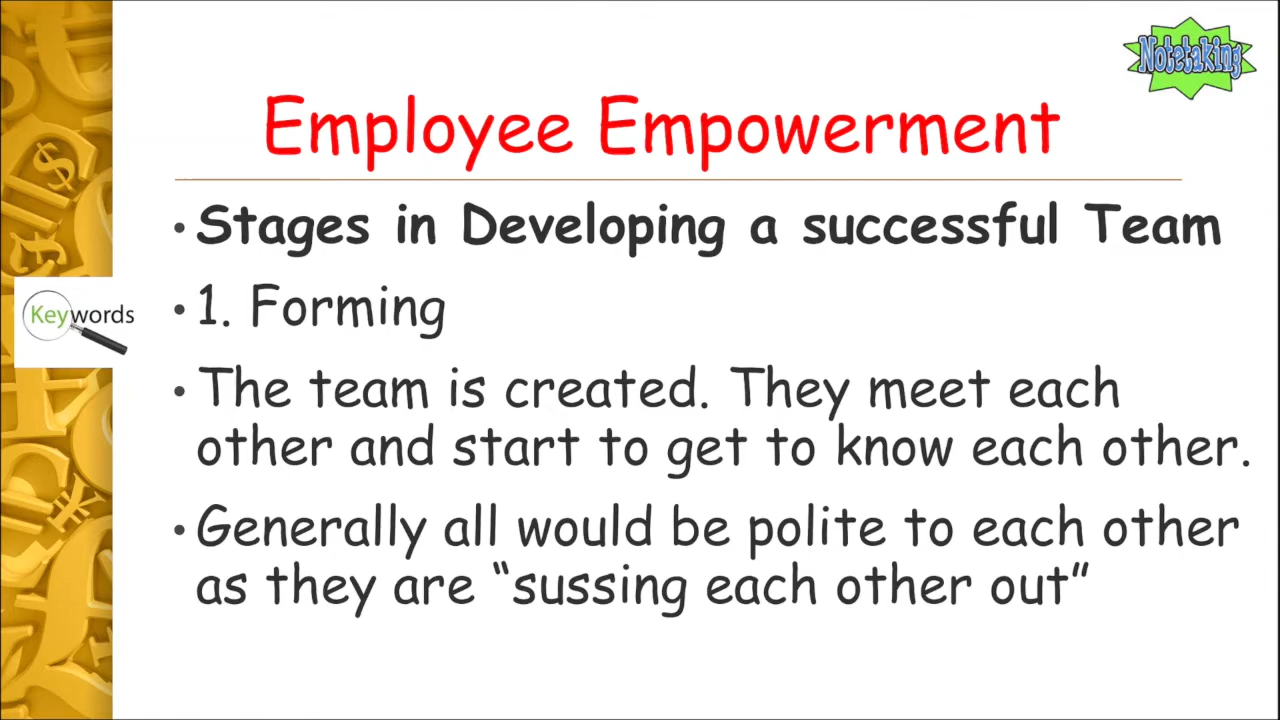 Notetaking
Employee Empowerment
• Stages in Developing a successful Team
Keywords
• 1. Forming
• The team is created. They meet each
other and start to get to know each other.
• Generally all would be polite to each other
as they are “sussing each other out”